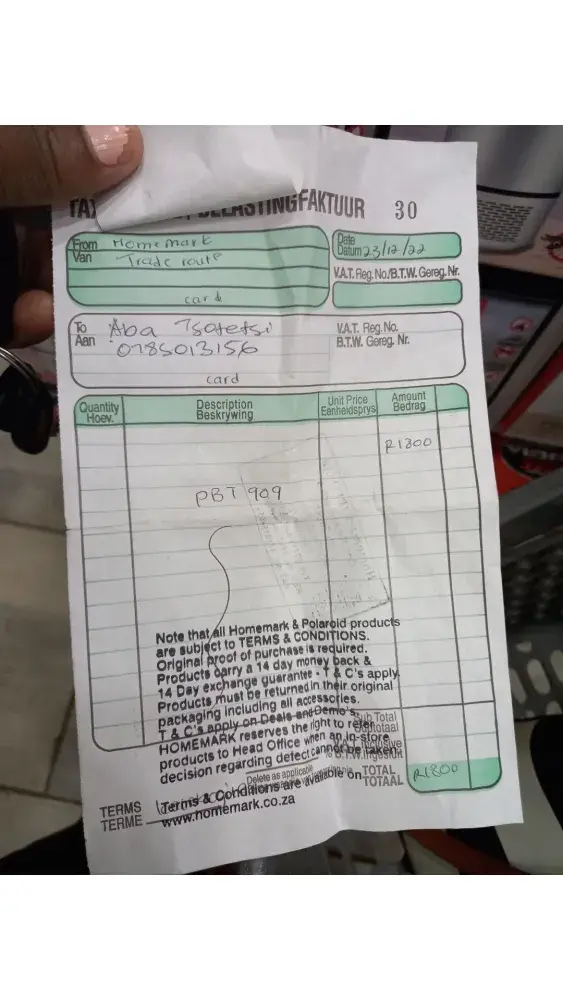 TAX
BELASTINGFAKTUUR 30
From Van Homemark
Trade route
card
Date Datum 23/12/22
V.A.T. Reg. No./B.T.W. Gereg. Nr.
To Aan Aba Tsatetsi
0785013156
card
V.A.T. Reg. No.
B.T.W. Gereg. Nr.
Quantity Hoev. Description Beskrywing Unit Price Eenheidsprys Amount Bedrag
R1800
PBT 909
Note that all Homemark & Polaroid products
are subject to TERMS & CONDITIONS.
Original proof of purchase is required.
Products carry a 14 day money back &
14 Day exchange guarantee - T & C's apply.
Products must be returned in their original
packaging including all accessories.
T & C's apply on Deals and Demo's.
HOMEMARK reserves the right to refer
products to Head Office when an in-store
decision regarding defect cannot be taken.
Sub Total
Subtotaal
Delete as applicable
TOTAL TOTAAL R1800
TERMS
TERME
Terms & Conditions are available on
www.homemark.co.za